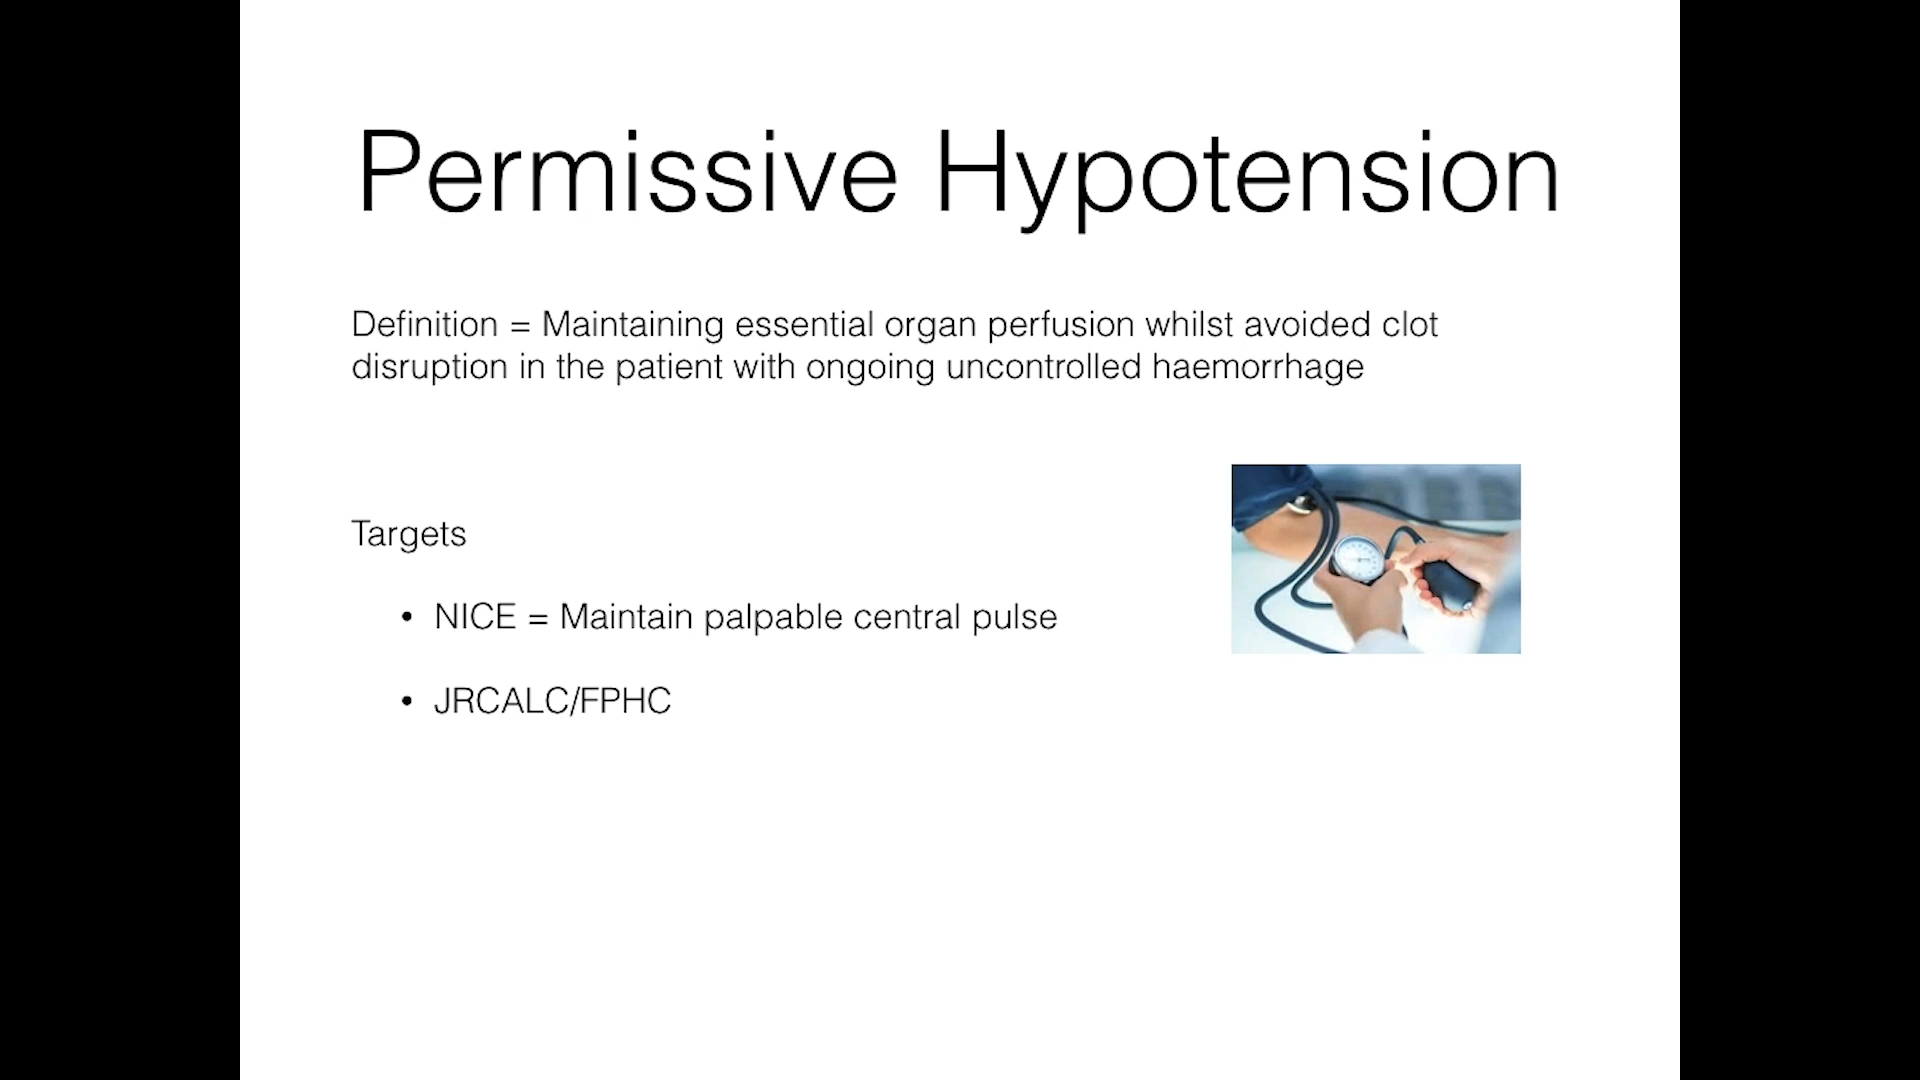 Permissive Hypotension
Definition = Maintaining essential organ perfusion whilst avoided clot
disruption in the patient with ongoing uncontrolled haemorrhage
Targets
• NICE = Maintain palpable central pulse
• JRCALC/FPHC